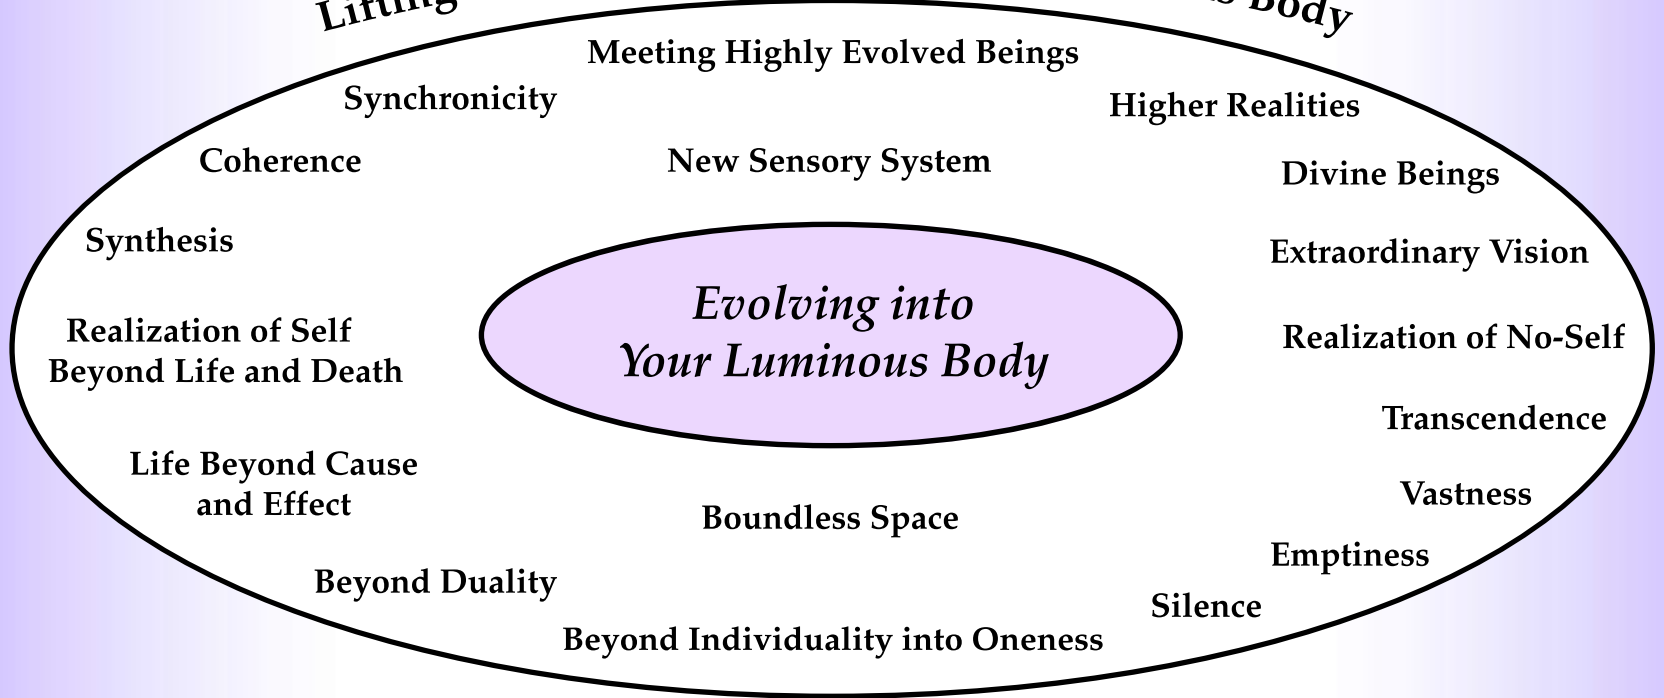 Lifting
Body
Meeting Highly Evolved Beings
Synchronicity
Higher Realities
Coherence
New Sensory System
Divine Beings
Synthesis
Extraordinary Vision
Evolving into
Your Luminous Body
Realization of Self
Beyond Life and Death
Realization of No-Self
Transcendence
Life Beyond Cause
and Effect
Vastness
Boundless Space
Emptiness
Beyond Duality
Silence
Beyond Individuality into Oneness